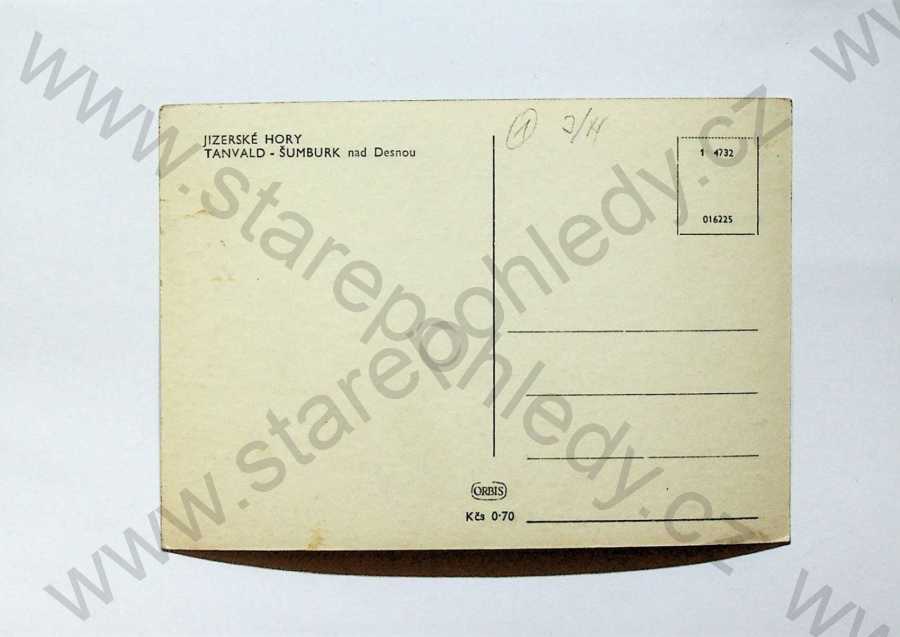 JIZERSKÉ HORY
TANVALD - ŠUMBURK nad Desnou
1 4732
016225
ORBIS
Kčs 0·70
www.starepohledy.cz
www.starepohledy.cz